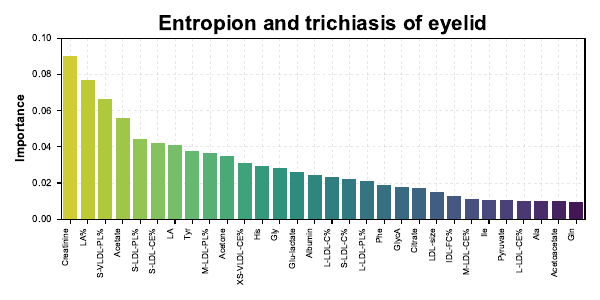 Entropion and trichiasis of eyelid
0.10
0.08
0.06
0.04
0.02
0.00
Importance
Creatinine
LA%
S-VLDL-PL%
Acetate
S-LDL-PL%
S-LDL-CE%
LA
Tyr
M-LDL-PL%
Acetone
XS-VLDL-CE%
His
Gly
Glu-lactate
Albumin
L-LDL-C%
S-LDL-C%
L-LDL-PL%
Phe
GlycA
Citrate
LDL-size
IDL-FC%
M-LDL-CE%
Ile
Pyruvate
L-LDL-CE%
Ala
Acetoacetate
Gln